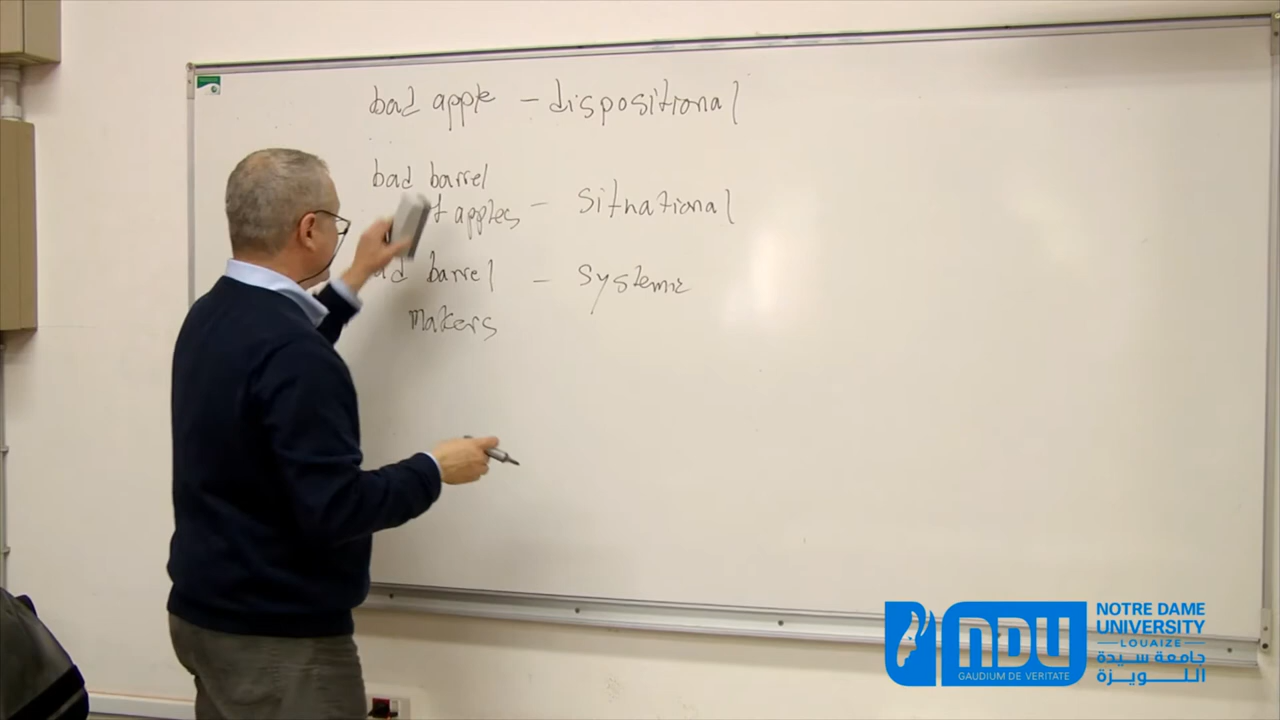 bad apple - dispositional
bad barrel
apples - situational
barrel - systemic
makers
NDU
GAUDIUM DE VERITATE
NOTRE DAME
UNIVERSITY
LOUAIZE
جامعة سيدة
اللويزة